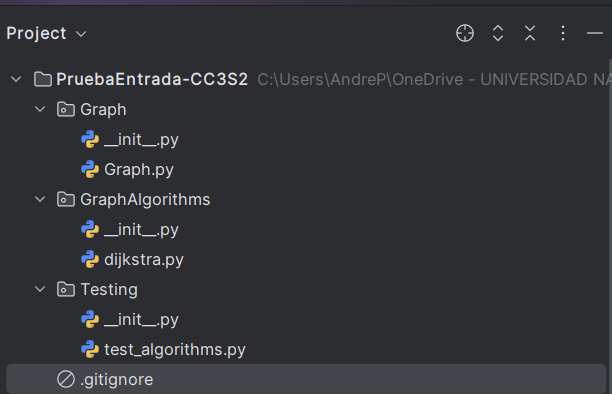 Project
PruebaEntrada-CC3S2 C:\Users\AndreP\OneDrive - UNIVERSIDAD
Graph
__init__.py
Graph.py
GraphAlgorithms
__init__.py
dijkstra.py
Testing
__init__.py
test_algorithms.py
.gitignore